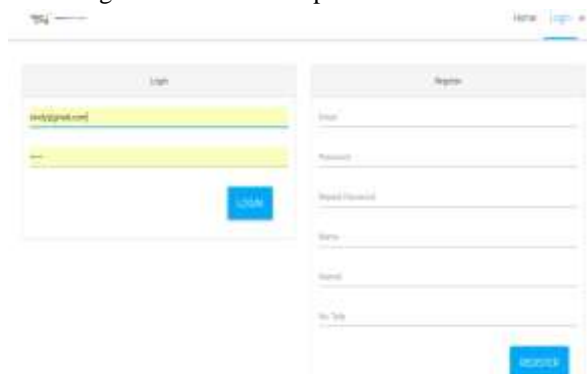 Home Login
Login
LOGIN
Register
Email
Password
Repeat Password
Nama
Alamat
No Telp
REGISTER